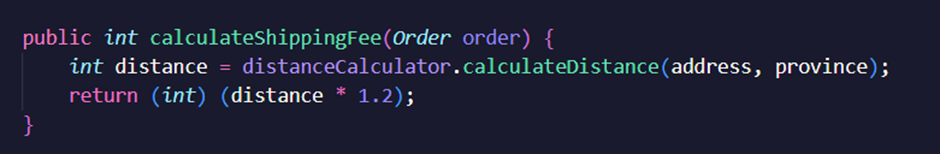 public int calculateShippingFee(Order order) {
    int distance = distanceCalculator.calculateDistance(address, province);
    return (int) (distance * 1.2);
}